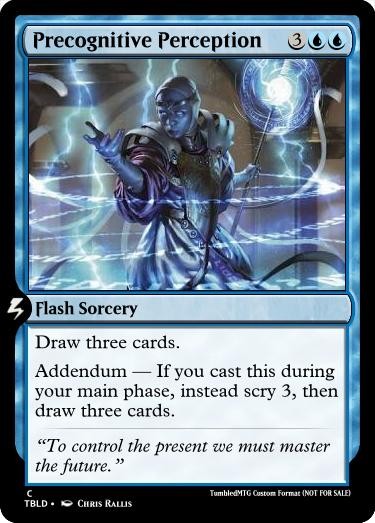 Precognitive Perception 3
Flash Sorcery
Draw three cards.
Addendum — If you cast this during
your main phase, instead scry 3, then
draw three cards.
"To control the present we must master
the future."
C
TBLD • Chris Rallis
TumbledMTG Custom Format (NOT FOR SALE)